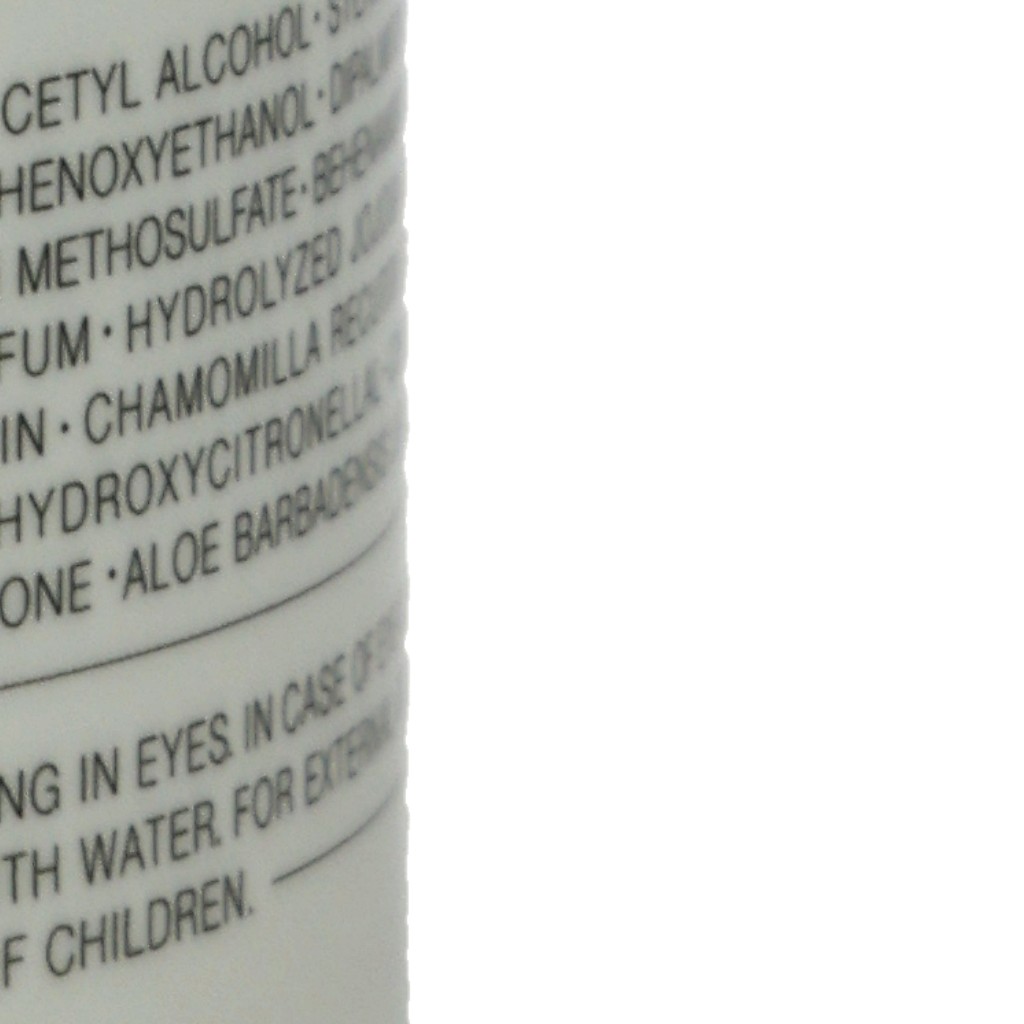 CETYL ALCOHOL ·
HENOXYETHANOL ·
METHOSULFATE ·
FUM · HYDROLYZED
IN · CHAMOMILLA
HYDROXYCITRONELLAL ·
ONE · ALOE BARBADENSIS
NG IN EYES. IN CASE OF
TH WATER. FOR EXTERNAL
F CHILDREN.